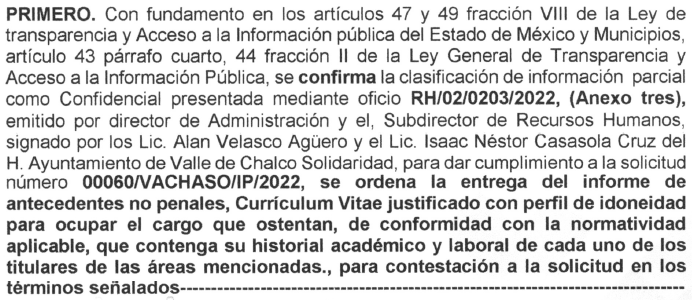 PRIMERO. Con fundamento en los artículos 47 y 49 fracción VIII de la Ley de
transparencia y Acceso a la Información pública del Estado de México y Municipios,
artículo 43 párrafo cuarto, 44 fracción II de la Ley General de Transparencia y
Acceso a la Información Pública, se confirma la clasificación de información parcial
como Confidencial presentada mediante oficio RH/02/0203/2022, (Anexo tres),
emitido por director de Administración y el, Subdirector de Recursos Humanos,
signado por los Lic. Alan Velasco Agüero y el Lic. Isaac Néstor Casasola Cruz del
H. Ayuntamiento de Valle de Chalco Solidaridad, para dar cumplimiento a la solicitud
número 00060/VACHASO/IP/2022, se ordena la entrega del informe de
antecedentes no penales, Currículum Vitae justificado con perfil de idoneidad
para ocupar el cargo que ostentan, de conformidad con la normatividad
aplicable, que contenga su historial académico y laboral de cada uno de los
titulares de las áreas mencionadas., para contestación a la solicitud en los
términos señalados-----------------------------------------------------------------------